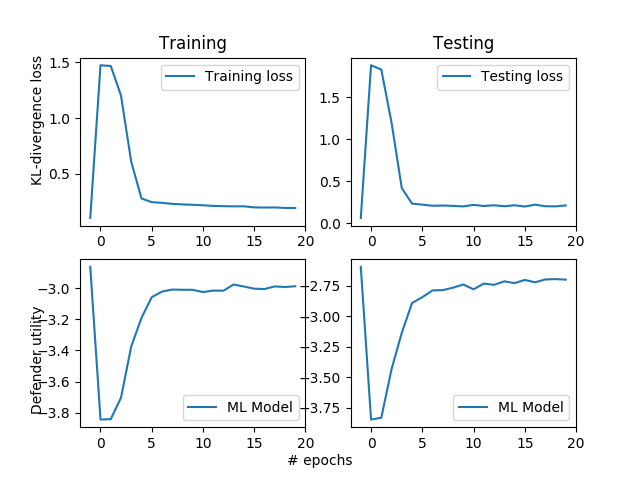 Training
Testing
KL-divergence loss
1.5
1.0
0.5
Training loss
0 5 10 15 20
1.5
1.0
0.5
0.0
Testing loss
0 5 10 15 20
Defender utility
−3.0
−3.2
−3.4
−3.6
−3.8
ML Model
0 5 10 15 20
−2.75
−3.00
−3.25
−3.50
−3.75
ML Model
0 5 10 15 20
# epochs